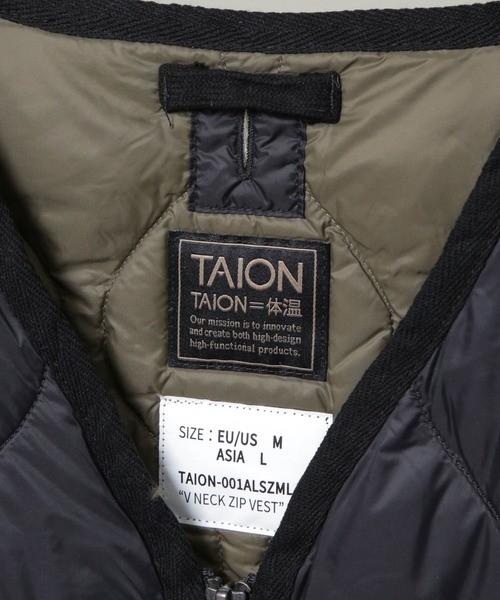 TAION
TAION=体温
Our mission is to innovate
and create both high-design
high-functional products.
SIZE : EU/US M
ASIA L
TAION-001ALSZML
"V NECK ZIP VEST"